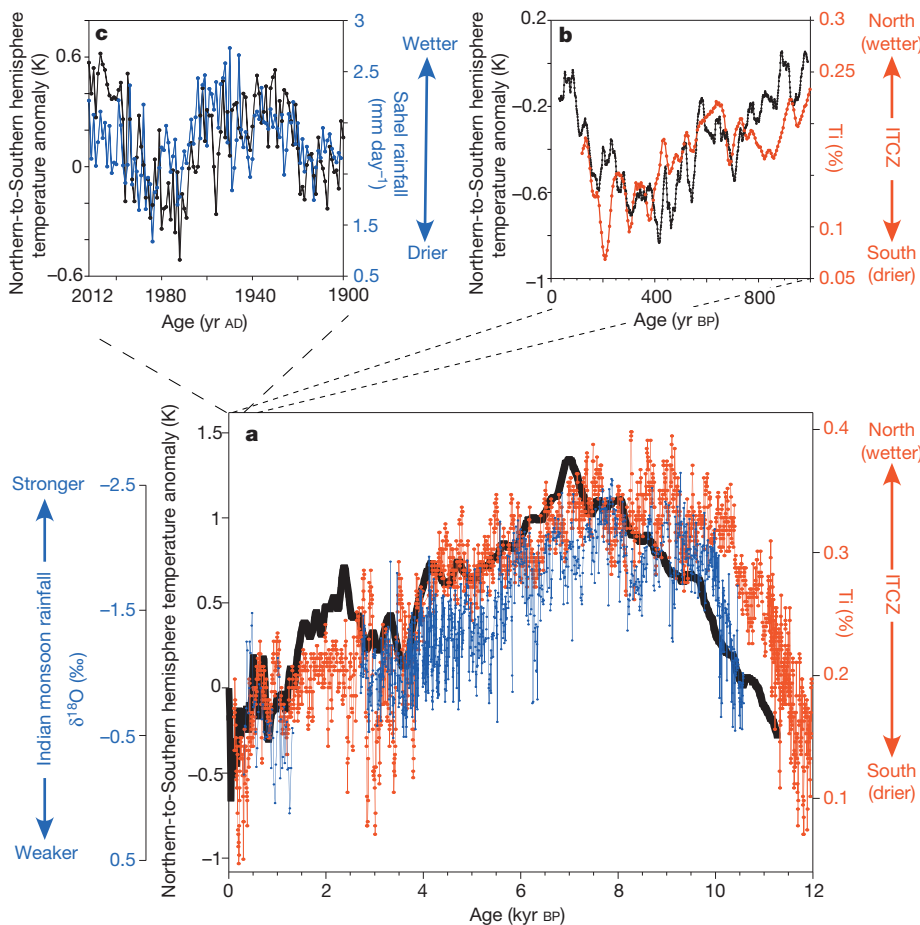 c
Northern-to-Southern hemisphere
temperature anomaly (K)
0.6
0
−0.6
2012
1980
1940
1900
Age (yr AD)
3
2.5
1.5
0.5
Sahel rainfall
(mm day−1)
Wetter
Drier
b
Northern-to-Southern hemisphere
temperature anomaly (K)
0.2
−0.2
−0.6
−1
0
400
800
Age (yr BP)
0.3
0.25
0.1
0.05
Ti (%)
North
(wetter)
ITCZ
South
(drier)
a
Stronger
Indian monsoon rainfall
Weaker
−2.5
−1.5
−0.5
0.5
δ18O (‰)
Northern-to-Southern hemisphere temperature anomaly (K)
1.5
1
0.5
0
−0.5
−1
0
2
4
6
8
10
12
Age (kyr BP)
0.4
0.3
0.2
0.1
Ti (%)
North
(wetter)
ITCZ
South
(drier)